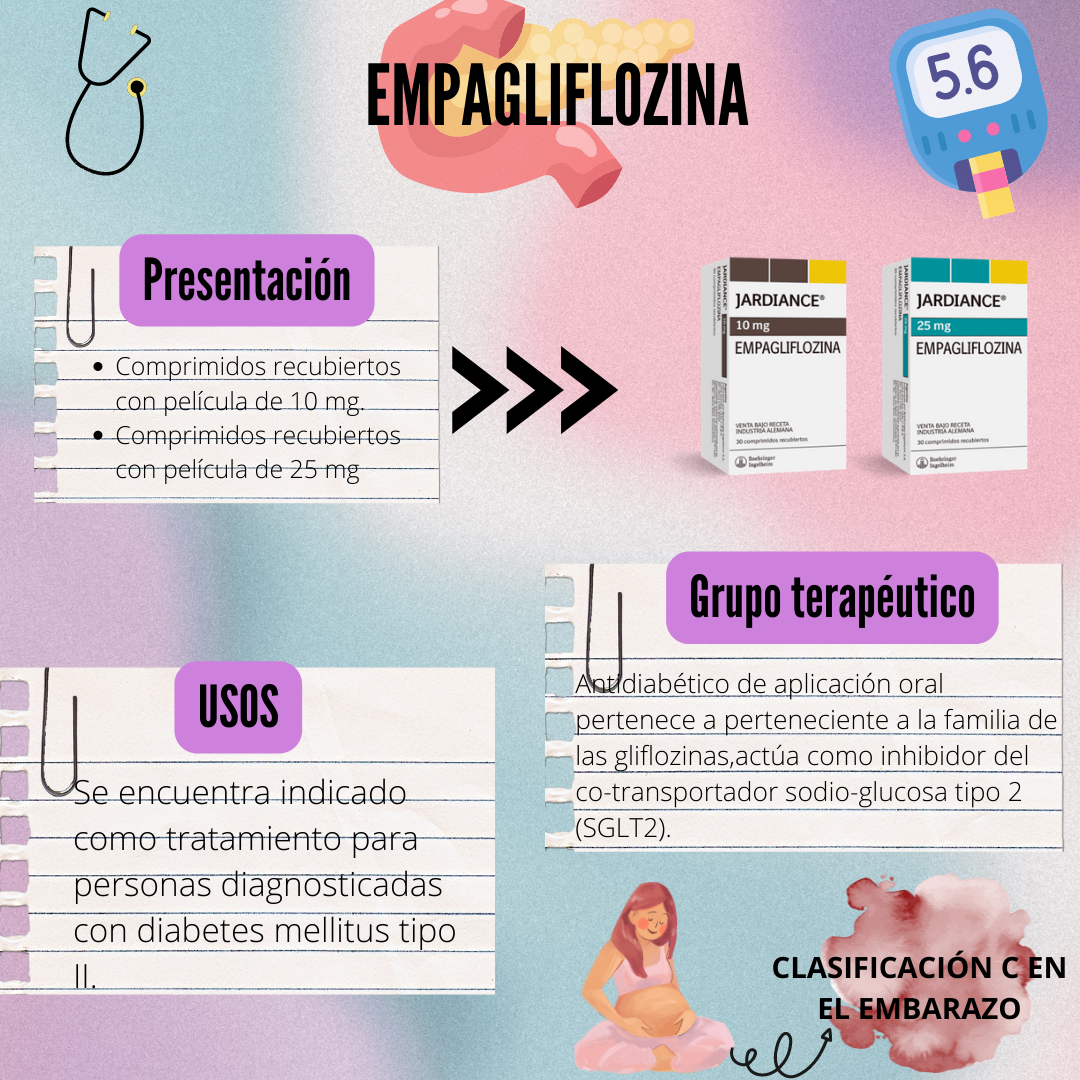 EMPAGLIFLOZINA
5.6
Presentación
Comprimidos recubiertos
con película de 10 mg.
Comprimidos recubiertos
con película de 25 mg
JARDIANCE®
10 mg
EMPAGLIFLOZINA
VENTA BAJO RECETA
INDUSTRIA ALEMANA
30 comprimidos recubiertos
Boehringer
Ingelheim
JARDIANCE®
25 mg
EMPAGLIFLOZINA
VENTA BAJO RECETA
INDUSTRIA ALEMANA
30 comprimidos recubiertos
Boehringer
Ingelheim
Grupo terapéutico
Antidiabético de aplicación oral
pertenece a perteneciente a la familia de
las gliflozinas,actúa como inhibidor del
co-transportador sodio-glucosa tipo 2
(SGLT2).
USOS
Se encuentra indicado
como tratamiento para
personas diagnosticadas
con diabetes mellitus tipo
II.
CLASIFICACIÓN C EN
EL EMBARAZO